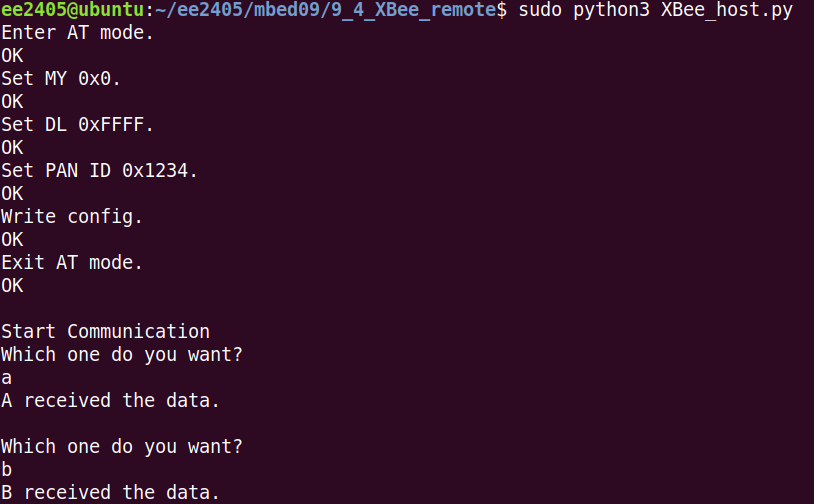 ee2405@ubuntu:~/ee2405/mbed09/9_4_XBee_remote$ sudo python3 XBee_host.py
Enter AT mode.
OK
Set MY 0x0.
OK
Set DL 0xFFFF.
OK
Set PAN ID 0x1234.
OK
Write config.
OK
Exit AT mode.
OK
Start Communication
Which one do you want?
a
A received the data.
Which one do you want?
b
B received the data.